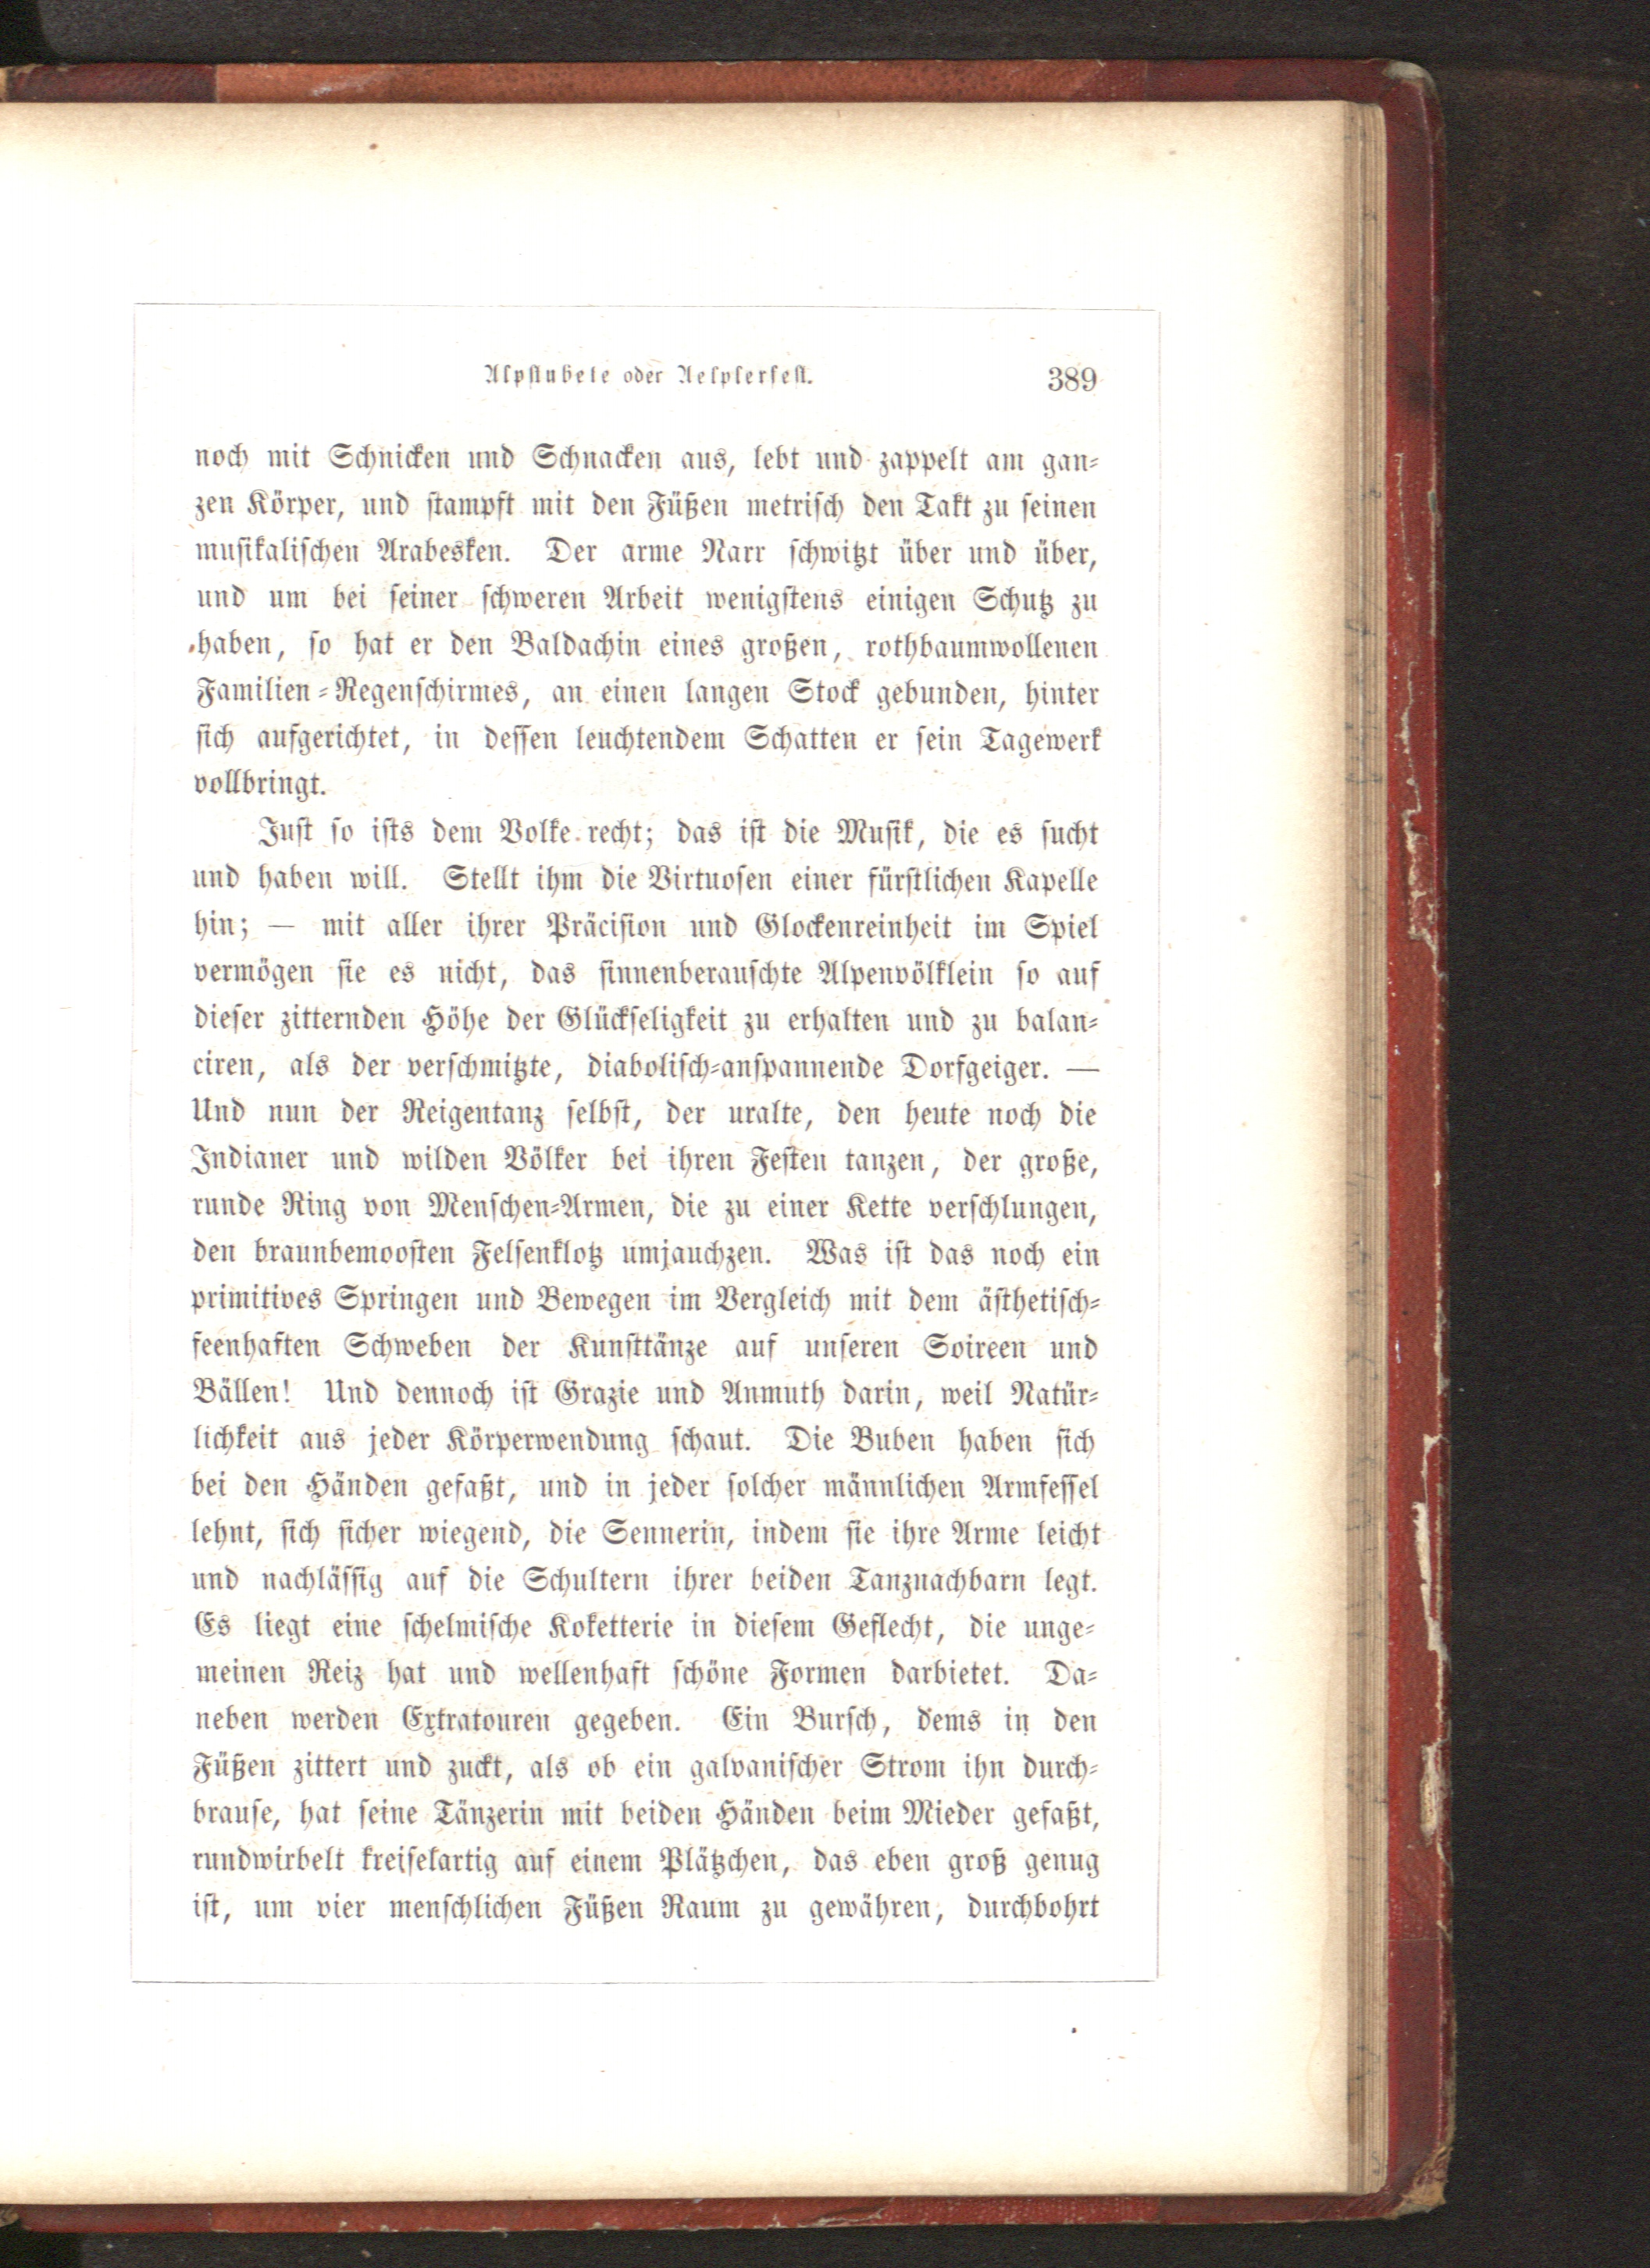 Alpstubete oder Aelplerfest. 389
noch mit Schnicken und Schnacken aus, lebt und zappelt am gan-
zen Körper, und stampft mit den Füßen metrisch den Takt zu seinen
musikalischen Arabesken. Der arme Narr schwitzt über und über,
und um bei seiner schweren Arbeit wenigstens einigen Schutz zu
haben, so hat er den Baldachin eines großen, rothbaumwollenen
Familien-Regenschirmes, an einen langen Stock gebunden, hinter
sich aufgerichtet, in dessen leuchtendem Schatten er sein Tagewerk
vollbringt.
Just so ists dem Volke recht; das ist die Musik, die es sucht
und haben will. Stellt ihm die Virtuosen einer fürstlichen Kapelle
hin; — mit aller ihrer Präcision und Glockenreinheit im Spiel
vermögen sie es nicht, das sinnenberauschte Alpenvölklein so auf
dieser zitternden Höhe der Glückseligkeit zu erhalten und zu balan-
ciren, als der verschmitzte, diabolisch-anspannende Dorfgeiger. —
Und nun der Reigentanz selbst, der uralte, den heute noch die
Indianer und wilden Völker bei ihren Festen tanzen, der große,
runde Ring von Menschen-Armen, die zu einer Kette verschlungen,
den braunbemoosten Felsenklotz umjauchzen. Was ist das noch ein
primitives Springen und Bewegen im Vergleich mit dem ästhetisch-
feenhaften Schweben der Kunsttänze auf unseren Soireen und
Bällen! Und dennoch ist Grazie und Anmuth darin, weil Natür-
lichkeit aus jeder Körperwendung schaut. Die Buben haben sich
bei den Händen gefaßt, und in jeder solcher männlichen Armfessel
lehnt, sich sicher wiegend, die Sennerin, indem sie ihre Arme leicht
und nachlässig auf die Schultern ihrer beiden Tanznachbarn legt.
Es liegt eine schelmische Koketterie in diesem Geflecht, die unge-
meinen Reiz hat und wellenhaft schöne Formen darbietet. Da-
neben werden Extratouren gegeben. Ein Bursch, dems in den
Füßen zittert und zuckt, als ob ein galvanischer Strom ihn durch-
brause, hat seine Tänzerin mit beiden Händen beim Mieder gefaßt,
rundwirbelt kreiselartig auf einem Plätzchen, das eben groß genug
ist, um vier menschlichen Füßen Raum zu gewähren, durchbohrt